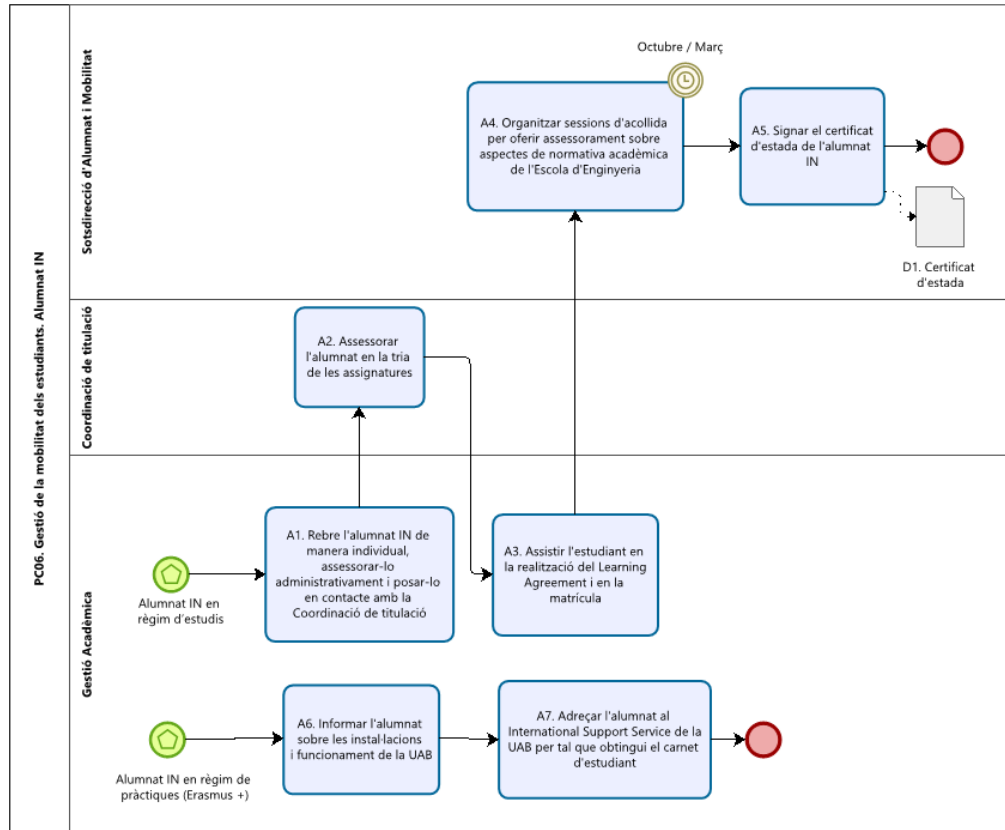 PC06. Gestió de la mobilitat dels estudiants. Alumnat IN
Sotsdirecció d'Alumnat i Mobilitat
Octubre / Març
A4. Organitzar sessions d'acollida
per oferir assessorament sobre
aspectes de normativa acadèmica
de l'Escola d'Enginyeria
A5. Signar el certificat
d'estada de l'alumnat
IN
D1. Certificat
d'estada
Coordinació de titulació
A2. Assessorar
l'alumnat en la tria
de les assignatures
Gestió Acadèmica
Alumnat IN en
règim d'estudis
A1. Rebre l'alumnat IN de
manera individual,
assessorar-lo
administrativament i posar-lo
en contacte amb la
Coordinació de titulació
A3. Assistir l'estudiant en
la realització del Learning
Agreement i en la
matrícula
Alumnat IN en règim de
pràctiques (Erasmus +)
A6. Informar l'alumnat
sobre les instal·lacions
i funcionament de la UAB
A7. Adreçar l'alumnat al
International Support Service de la
UAB per tal que obtingui el carnet
d'estudiant